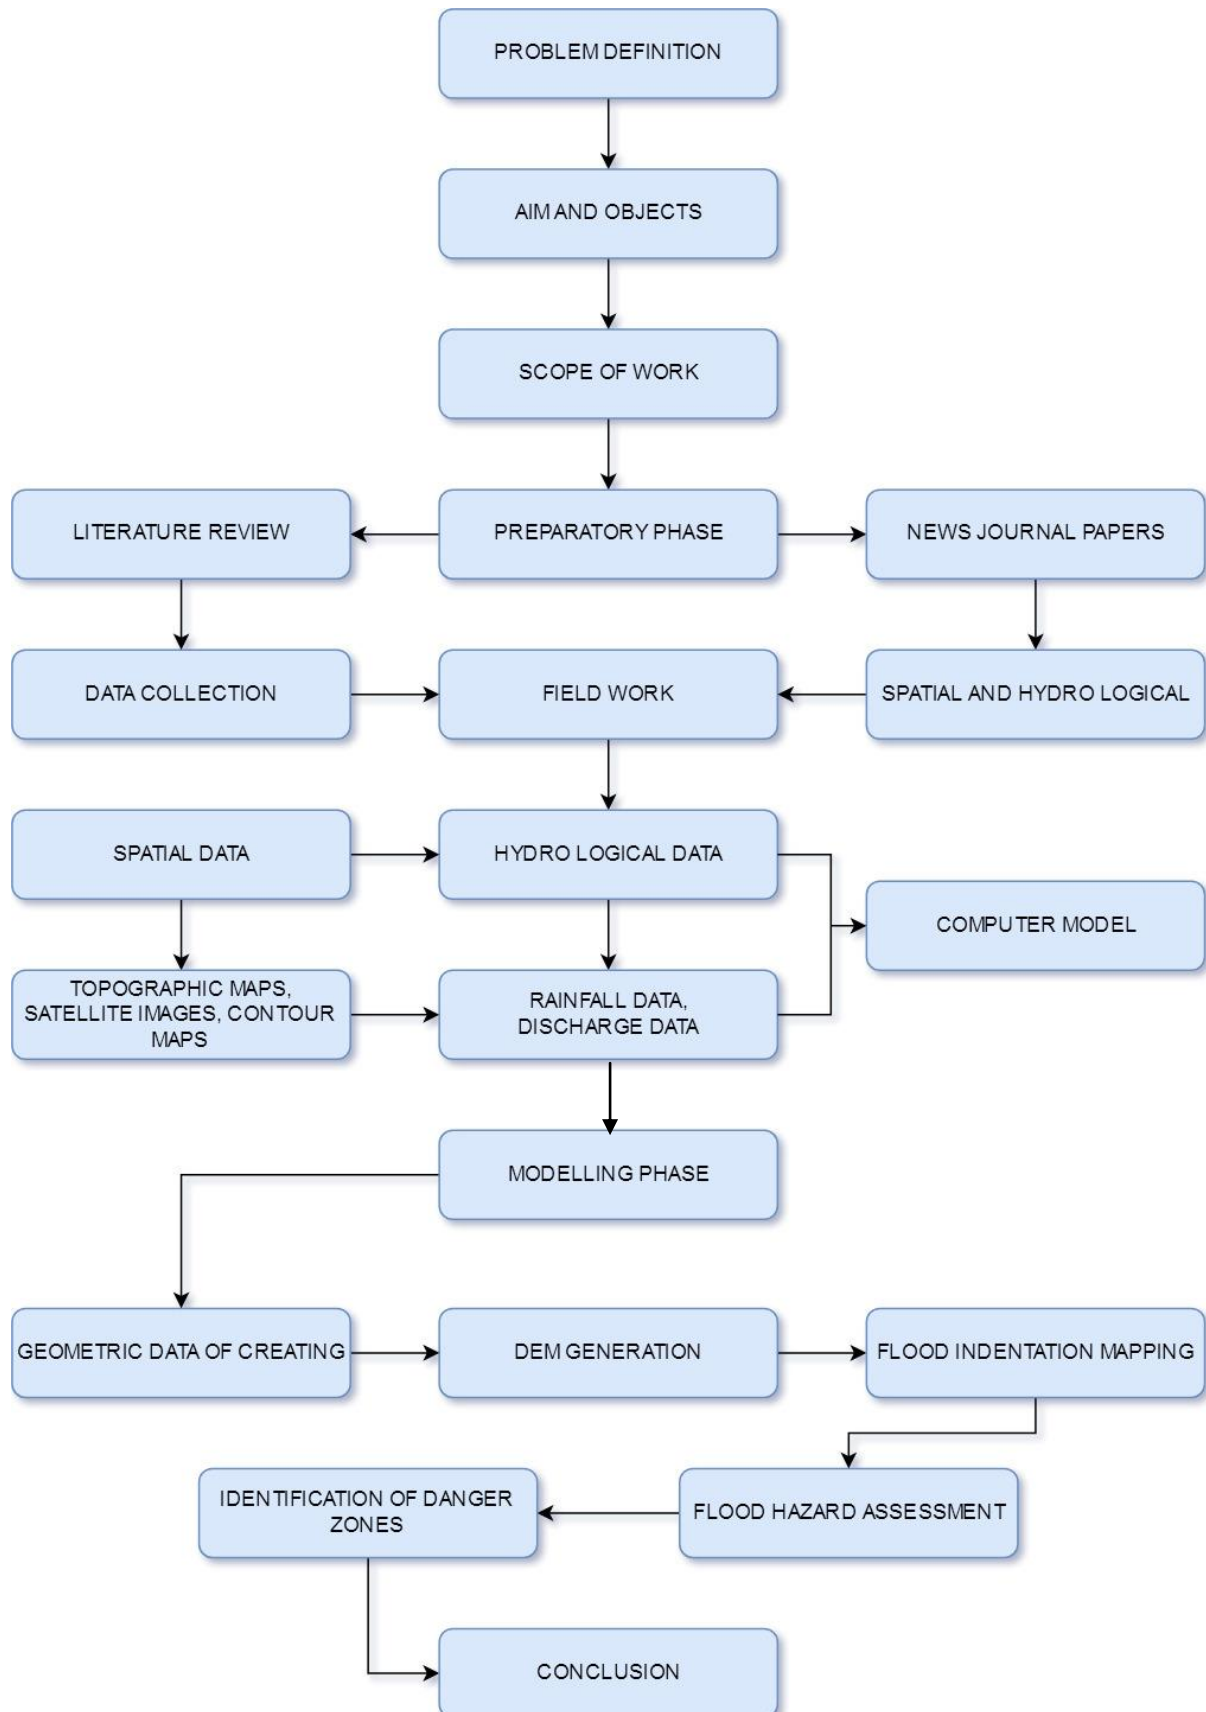 PROBLEM DEFINITION
AIM AND OBJECTS
SCOPE OF WORK
LITERATURE REVIEW
PREPARATORY PHASE
NEWS JOURNAL PAPERS
DATA COLLECTION
FIELD WORK
SPATIAL AND HYDRO LOGICAL
SPATIAL DATA
HYDRO LOGICAL DATA
COMPUTER MODEL
TOPOGRAPHIC MAPS,
SATELLITE IMAGES, CONTOUR
MAPS
RAINFALL DATA,
DISCHARGE DATA
MODELLING PHASE
GEOMETRIC DATA OF CREATING
DEM GENERATION
FLOOD INDENTATION MAPPING
IDENTIFICATION OF DANGER
ZONES
FLOOD HAZARD ASSESSMENT
CONCLUSION